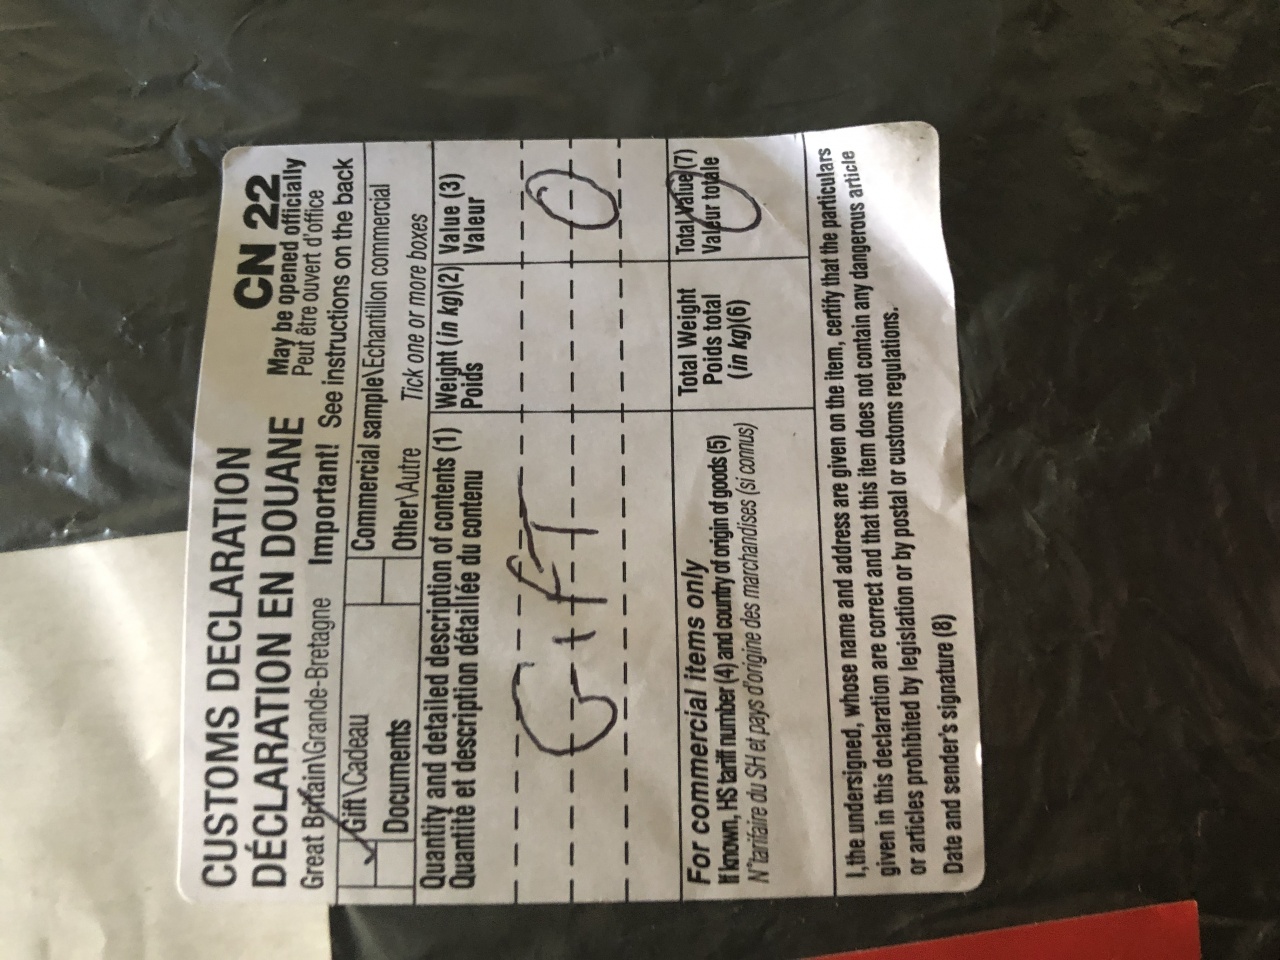 CUSTOMS DECLARATION CN 22
DÉCLARATION EN DOUANE May be opened officially
Peut être ouvert d'office
Great Britain\Grande-Bretagne Important! See instructions on the back
Gift\Cadeau Commercial sample\Echantillon commercial
Documents Other\Autre Tick one or more boxes
Quantity and detailed description of contents (1) Weight (in kg)(2) Value (3)
Quantité et description détaillée du contenu Poids Valeur
GifT 0
For commercial items only Total Weight Total Value (7)
If known, HS tariff number (4) and country of origin of goods (5) Poids total Valeur totale
N°tarifaire du SH et pays d'origine des marchandises (si connus) (in kg)(6) 0
I, the undersigned, whose name and address are given on the item, certify that the particulars
given in this declaration are correct and that this item does not contain any dangerous article
or articles prohibited by legislation or by postal or customs regulations.
Date and sender's signature (8)